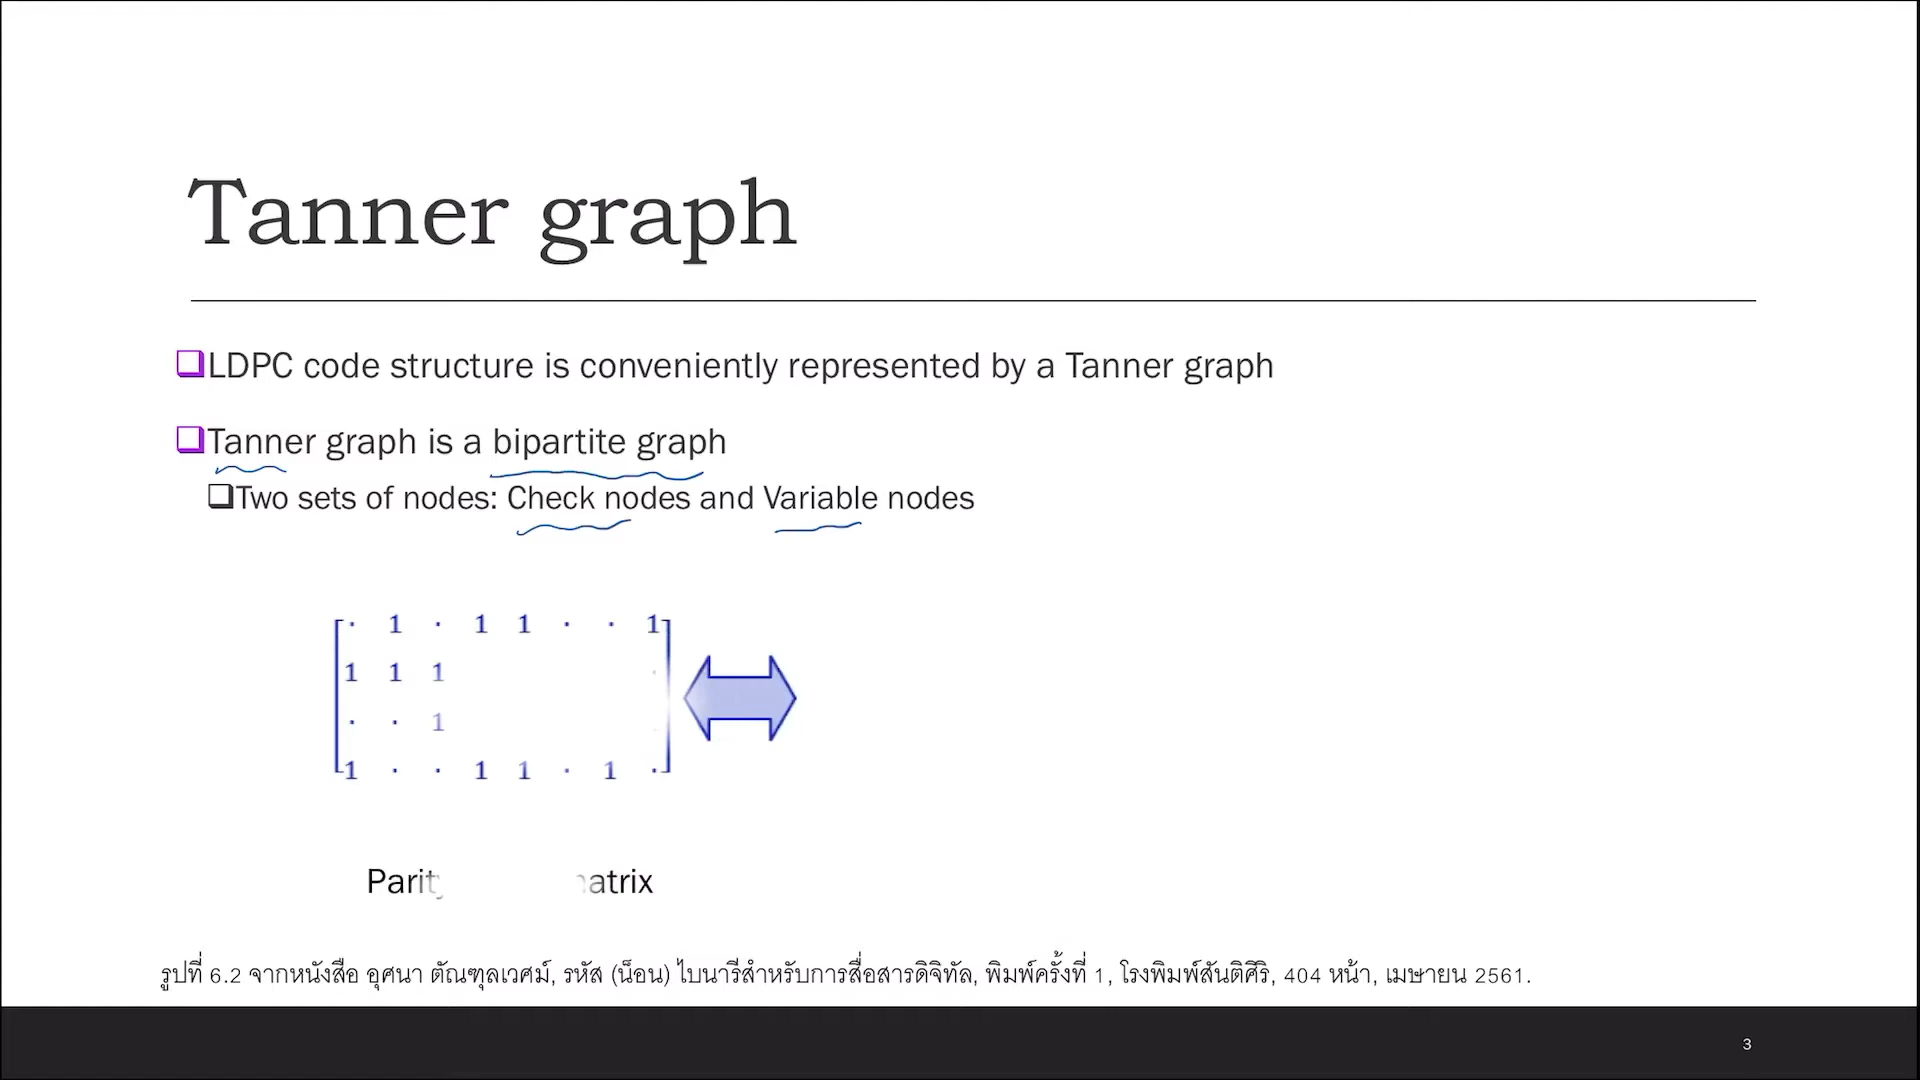 Tanner graph
LDPC code structure is conveniently represented by a Tanner graph
Tanner graph is a bipartite graph
Two sets of nodes: Check nodes and Variable nodes
· 1 · 1 1 · · 1
1 1 1 ·
· · 1
1 · · 1 1 · 1 ·
รูปที่ 6.2 จากหนังสือ อุศนา ตัณฑุลเวศม์, รหัส (น็อน) ไบนารีสำหรับการสื่อสารดิจิทัล, พิมพ์ครั้งที่ 1, โรงพิมพ์สันติศิริ, 404 หน้า, เมษายน 2561.
3